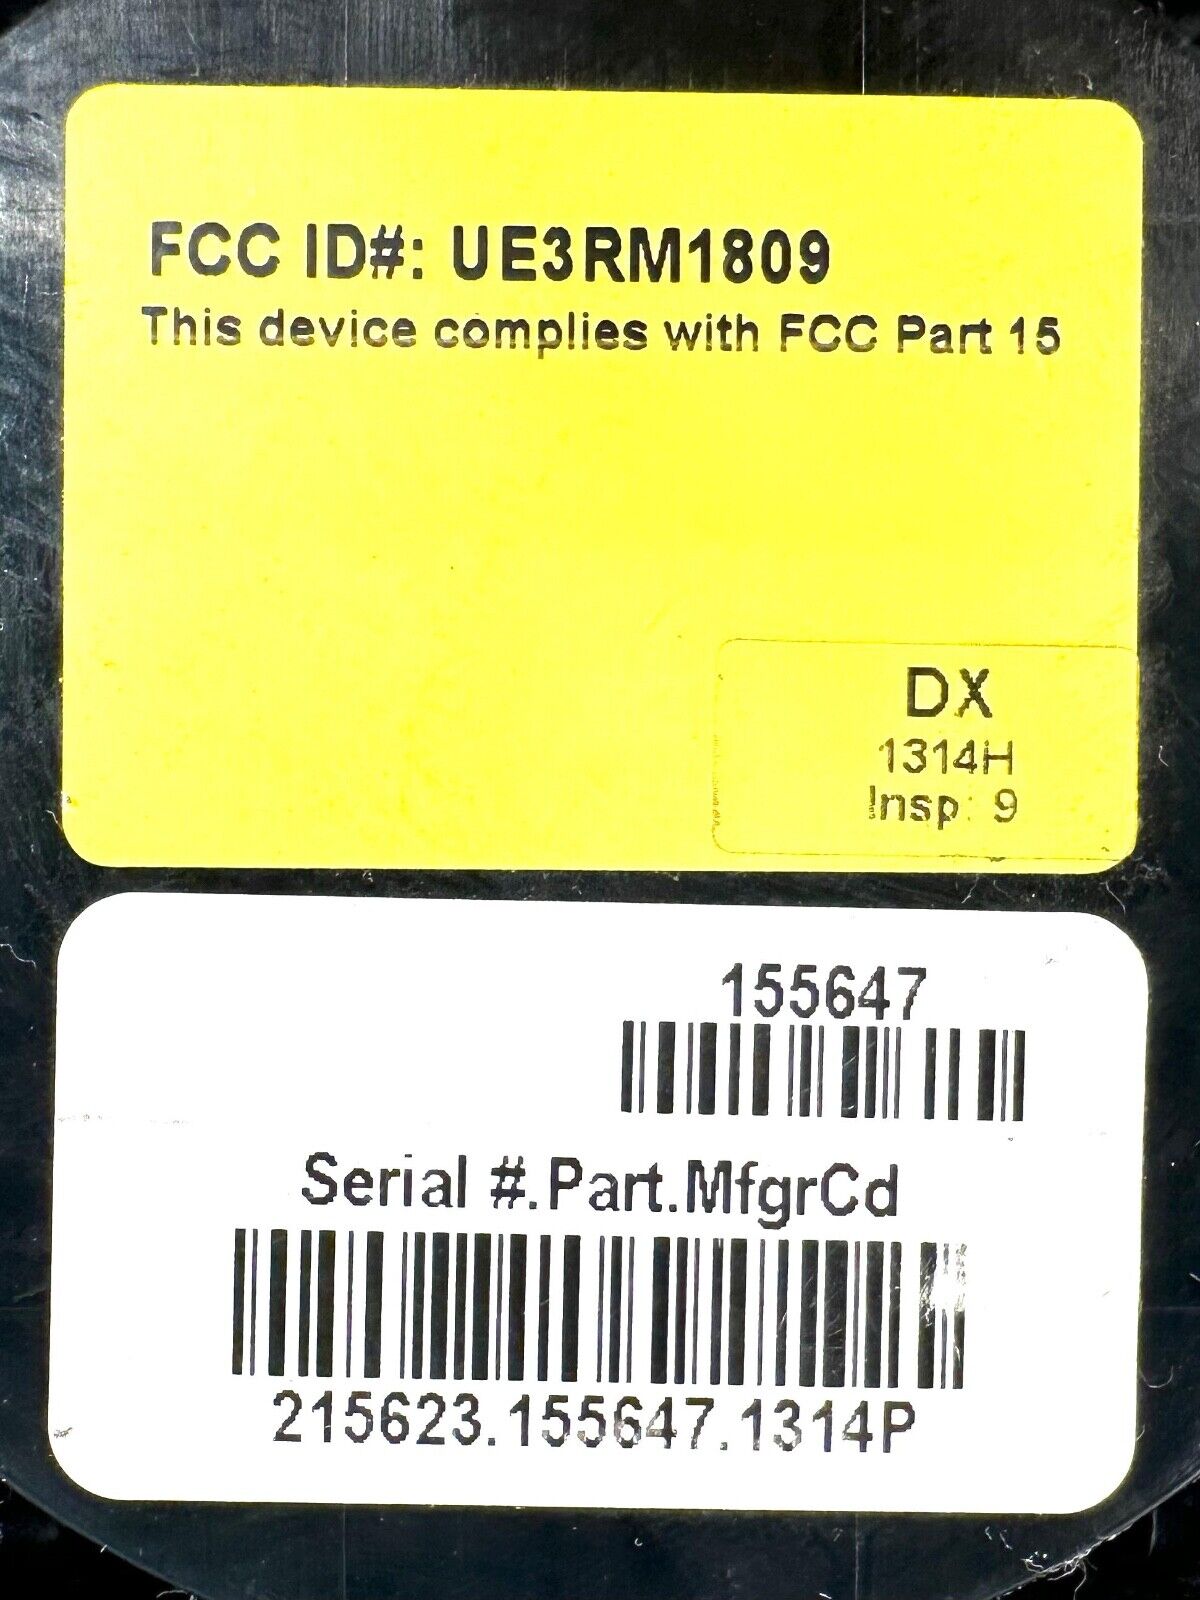 FCC ID#: UE3RM1809
This device complies with FCC Part 15
DX
1314H
Insp: 9
155647
Serial #.Part.MfgrCd
215623.155647.1314P